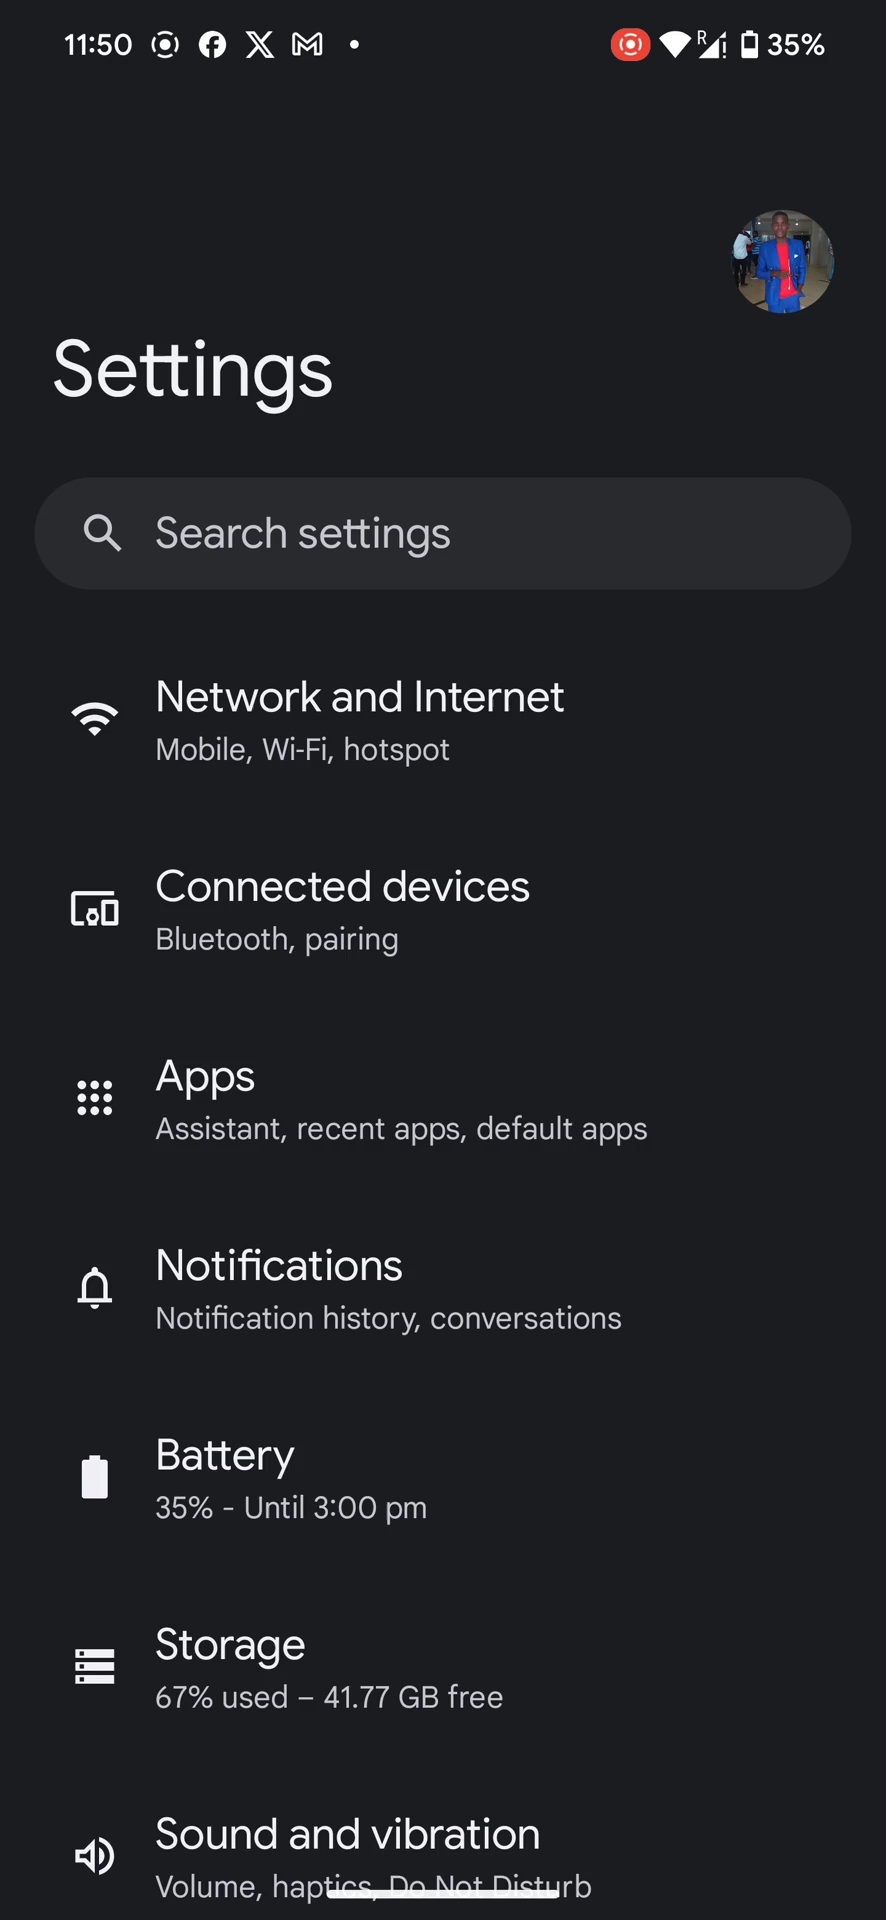 11:50 35%
Settings
Search settings
Network and Internet
Mobile, Wi-Fi, hotspot
Connected devices
Bluetooth, pairing
Apps
Assistant, recent apps, default apps
Notifications
Notification history, conversations
Battery
35% - Until 3:00 pm
Storage
67% used – 41.77 GB free
Sound and vibration
Volume, haptics, Do Not Disturb